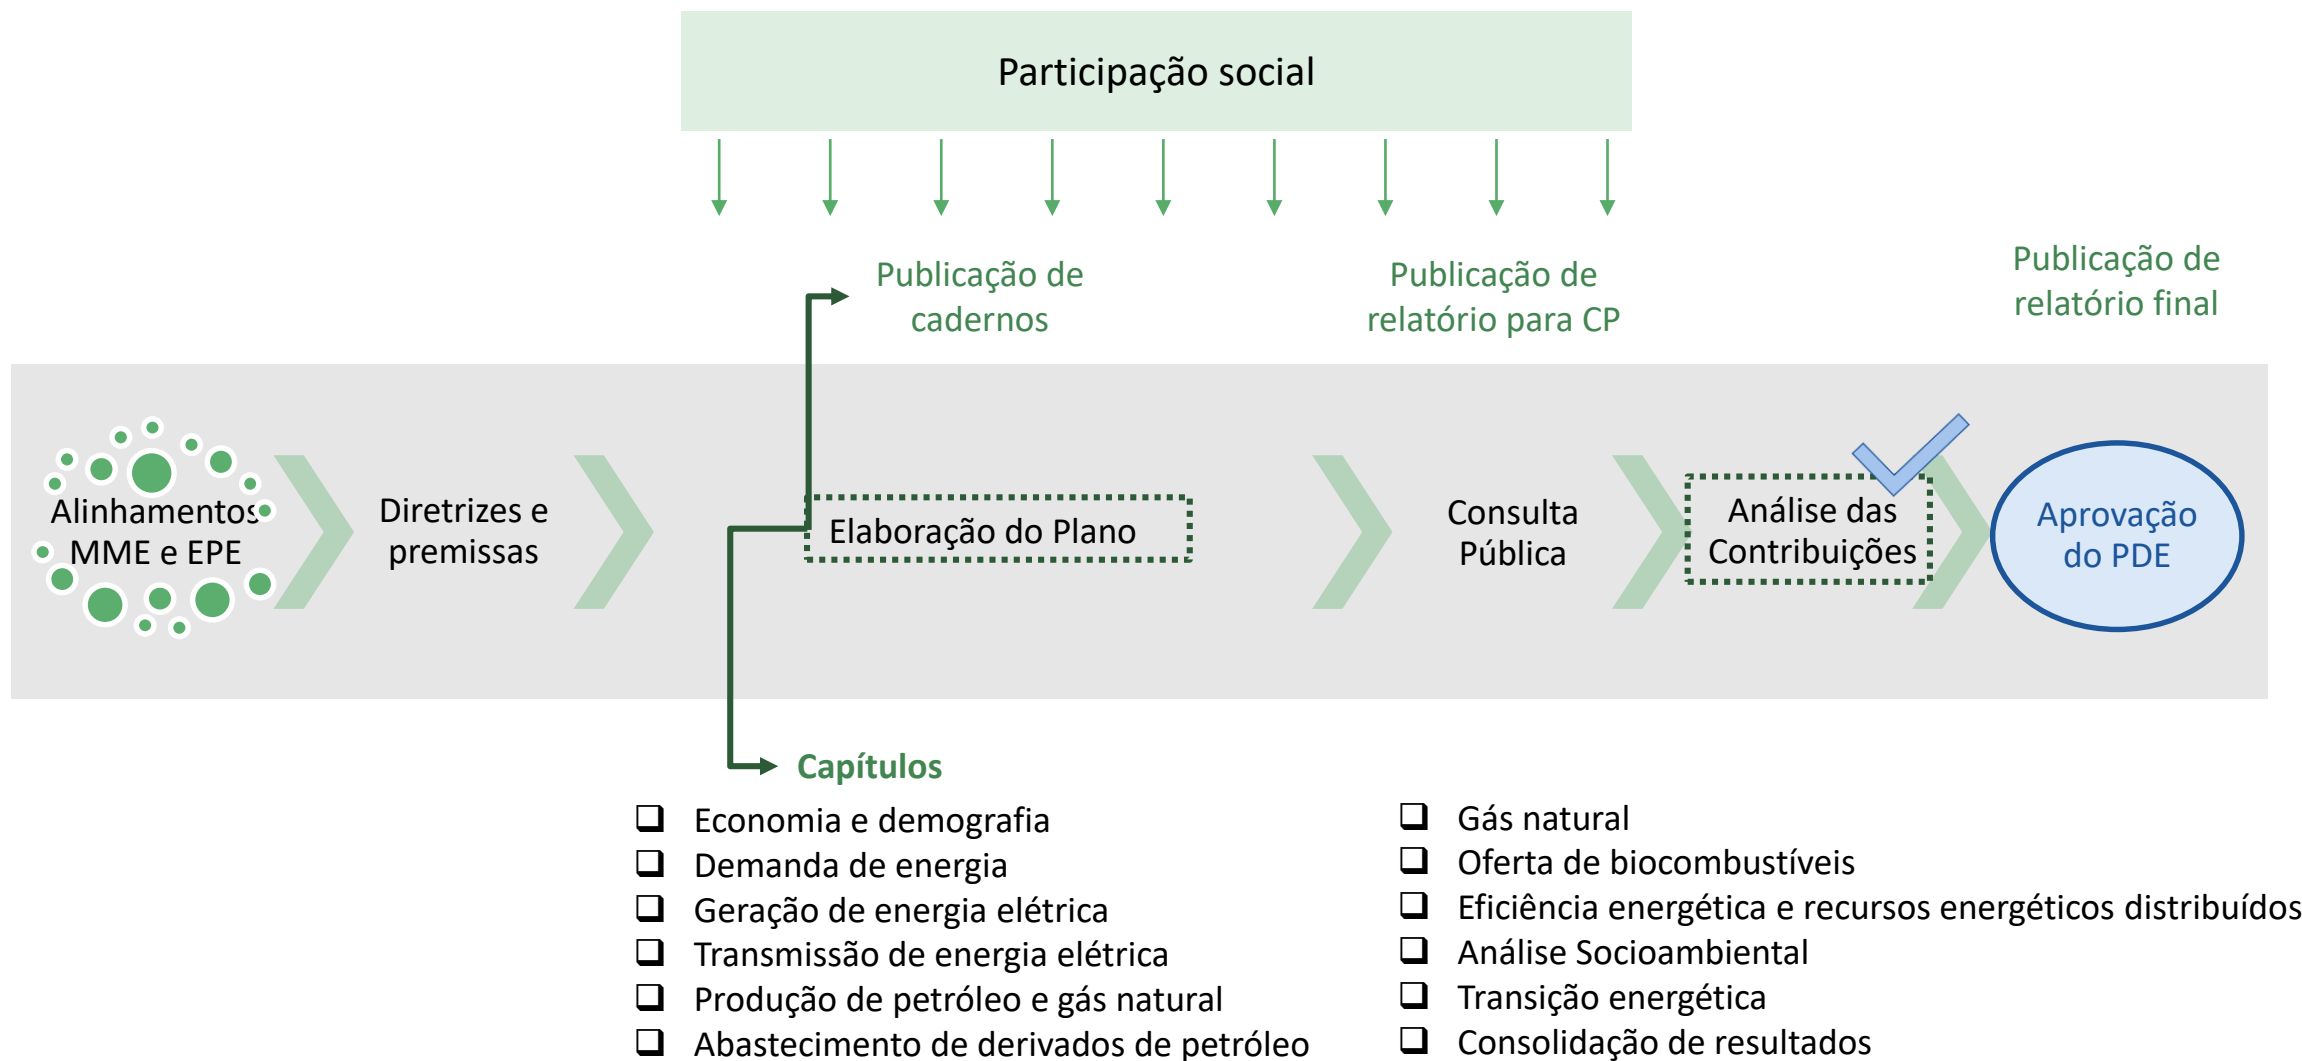 Participação social
Publicação de
cadernos
Publicação de
relatório para CP
Publicação de
relatório final
Alinhamentos
MME e EPE
Diretrizes e
premissas
Elaboração do Plano
Consulta
Pública
Análise das
Contribuições
Aprovação
do PDE
Capítulos
Economia e demografia
Demanda de energia
Geração de energia elétrica
Transmissão de energia elétrica
Produção de petróleo e gás natural
Abastecimento de derivados de petróleo
Gás natural
Oferta de biocombustíveis
Eficiência energética e recursos energéticos distribuídos
Análise Socioambiental
Transição energética
Consolidação de resultados